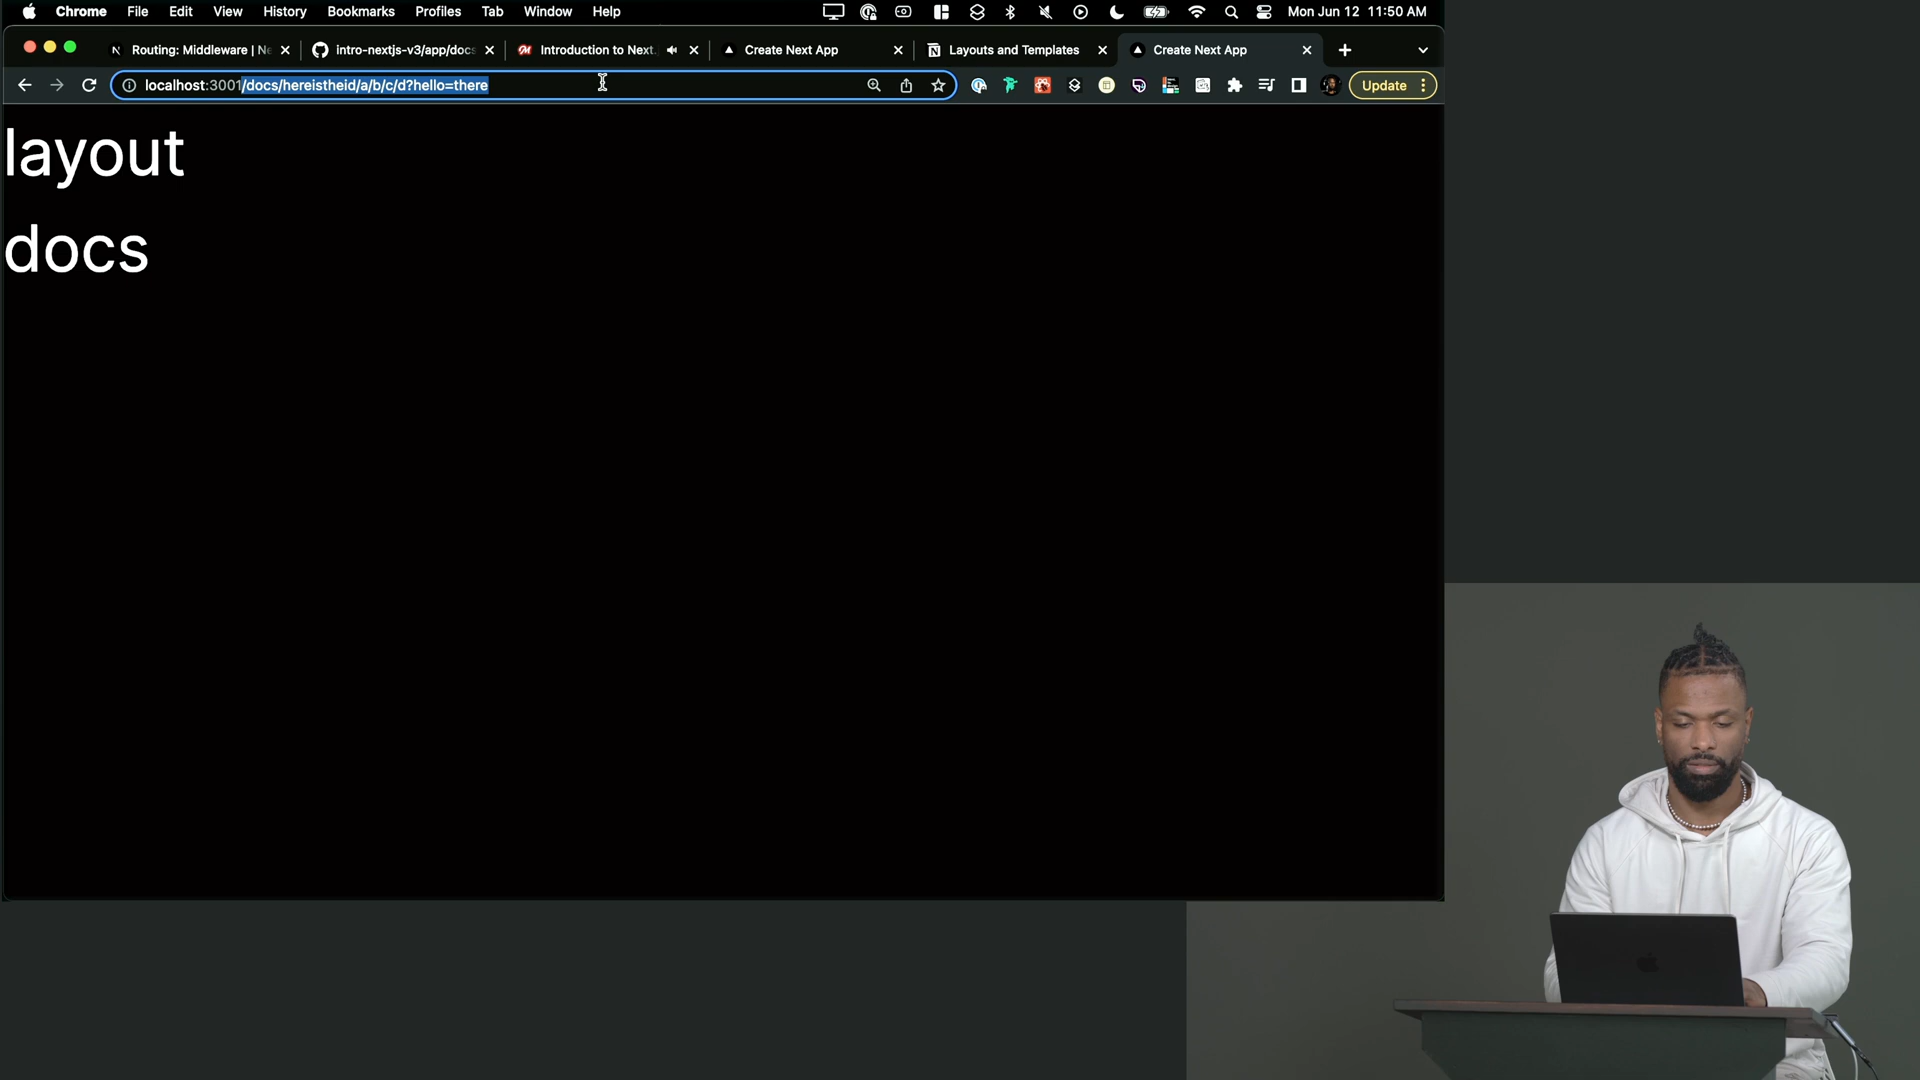 Chrome File Edit View History Bookmarks Profiles Tab Window Help Mon Jun 12 11:50 AM
Routing: Middleware | Ne intro-nextjs-v3/app/docs Introduction to Next. Create Next App Layouts and Templates Create Next App
localhost:3001/docs/hereistheid/a/b/c/d?hello=there Update
layout
docs